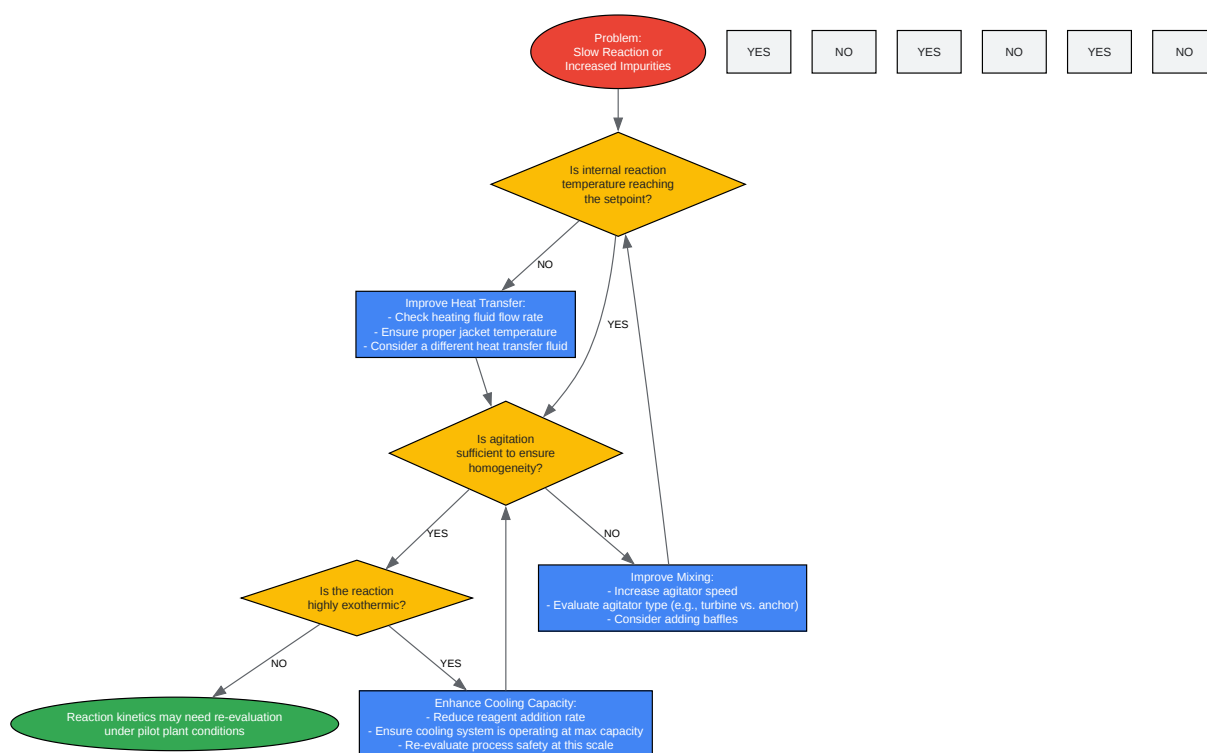 Problem:
Slow Reaction or
Increased Impurities
YES
NO
YES
NO
YES
NO
Is internal reaction
temperature reaching
the setpoint?
NO
YES
Improve Heat Transfer:
- Check heating fluid flow rate
- Ensure proper jacket temperature
- Consider a different heat transfer fluid
Is agitation
sufficient to ensure
homogeneity?
YES
NO
Is the reaction
highly exothermic?
Improve Mixing:
- Increase agitator speed
- Evaluate agitator type (e.g., turbine vs. anchor)
- Consider adding baffles
NO
YES
Reaction kinetics may need re-evaluation
under pilot plant conditions
Enhance Cooling Capacity:
- Reduce reagent addition rate
- Ensure cooling system is operating at max capacity
- Re-evaluate process safety at this scale